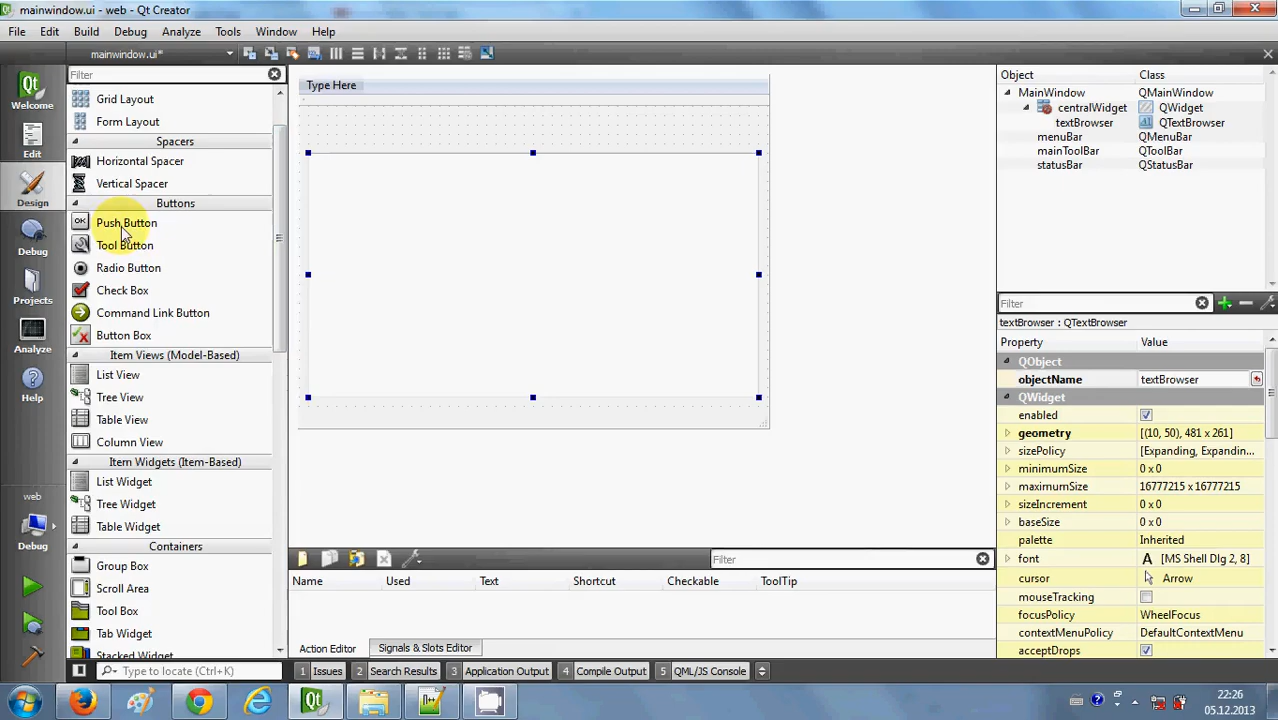 mainwindow.ui - web - Qt Creator
File Edit Build Debug Analyze Tools Window Help
mainwindow.ui*
Filter
Welcome
Edit
Design
Debug
Projects
Analyze
Help
web
Debug
Grid Layout
Form Layout
Spacers
Horizontal Spacer
Vertical Spacer
Buttons
OK Push Button
Tool Button
Radio Button
Check Box
Command Link Button
Button Box
Item Views (Model-Based)
List View
Tree View
Table View
Column View
Item Widgets (Item-Based)
List Widget
Tree Widget
Table Widget
Containers
Group Box
Scroll Area
Tool Box
Tab Widget
Stacked Widget
Type Here
Filter
Name Used Text Shortcut Checkable ToolTip
Action Editor Signals & Slots Editor
Object Class
MainWindow QMainWindow
centralWidget QWidget
textBrowser QTextBrowser
menuBar QMenuBar
mainToolBar QToolBar
statusBar QStatusBar
Filter
textBrowser : QTextBrowser
Property Value
QObject
objectName textBrowser
QWidget
enabled
geometry [(10, 50), 481 x 261]
sizePolicy [Expanding, Expandin...
minimumSize 0 x 0
maximumSize 16777215 x 16777215
sizeIncrement 0 x 0
baseSize 0 x 0
palette Inherited
font A [MS Shell Dlg 2, 8]
cursor Arrow
mouseTracking
focusPolicy WheelFocus
contextMenuPolicy DefaultContextMenu
acceptDrops
Type to locate (Ctrl+K) 1 Issues 2 Search Results 3 Application Output 4 Compile Output 5 QML/JS Console
22:26
05.12.2013